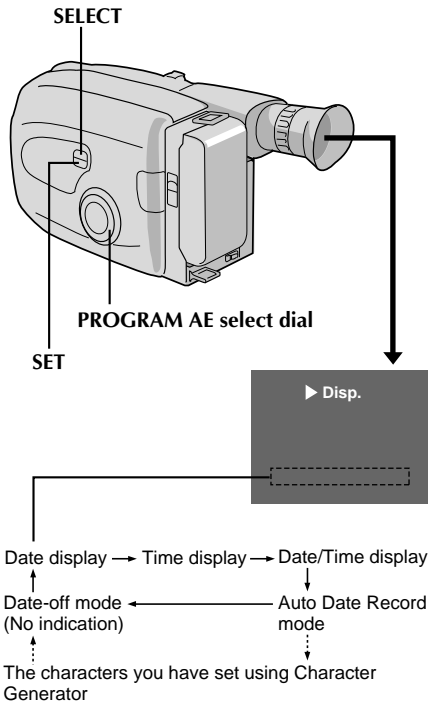 SELECT
PROGRAM AE select dial
SET
Disp.
Date display Time display Date/Time display
Date-off mode
(No indication)
Auto Date Record
mode
The characters you have set using Character
Generator